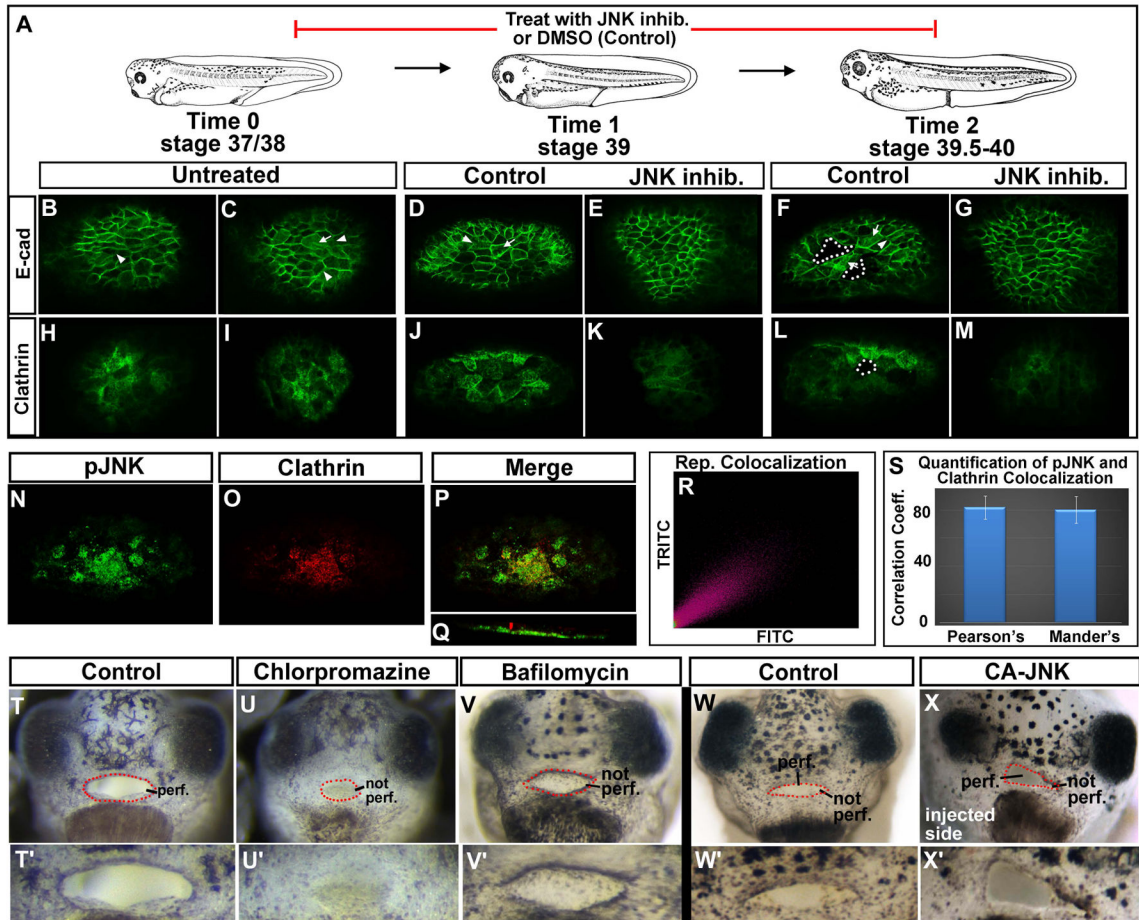 A
Treat with JNK inhib.
or DMSO (Control)
Time 0
stage 37/38
Time 1
stage 39
Time 2
stage 39.5-40
Untreated
Control
JNK inhib.
Control
JNK inhib.
E-cad
B
C
D
E
F
G
Clathrin
H
I
J
K
L
M
pJNK
Clathrin
Merge
N
O
P
Q
Rep. Colocalization
R
TRITC
FITC
S
Quantification of pJNK and
Clathrin Colocalization
Correlation Coeff.
80
40
0
Pearson's
Mander's
Control
Chlorpromazine
Bafilomycin
Control
CA-JNK
T
perf.
U
not
perf.
V
not
perf.
W
perf.
not
perf.
X
perf.
not
perf.
injected
side
T'
U'
V'
W'
X'